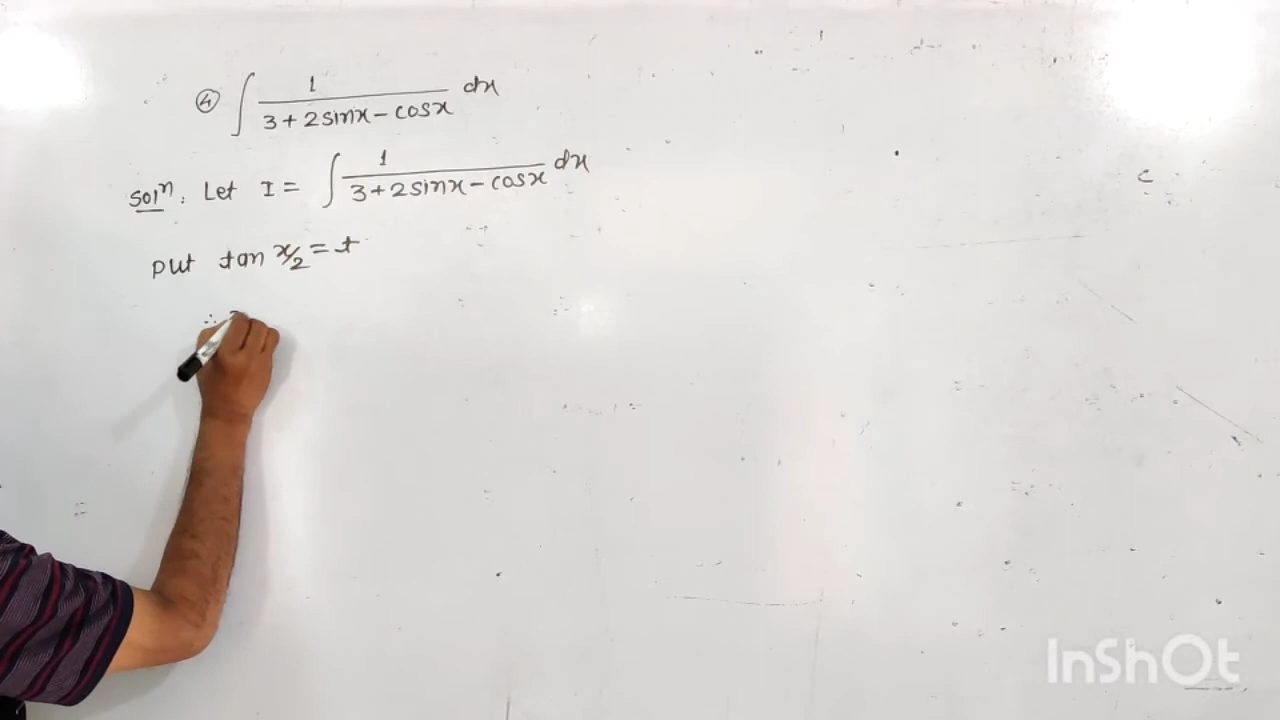 ④ ∫ 1/(3+2sinx-cosx) dx
Solⁿ: Let I = ∫ 1/(3+2sinx-cosx) dx
put tan x/2 = t
∴
InShOt